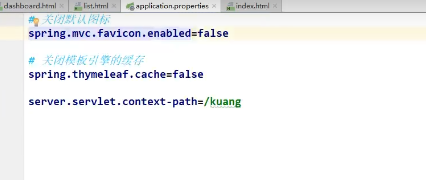 dashboard.html list.html application.properties index.html
# 关闭默认图标
spring.mvc.favicon.enabled=false
# 关闭模板引擎的缓存
spring.thymeleaf.cache=false
server.servlet.context-path=/kuang